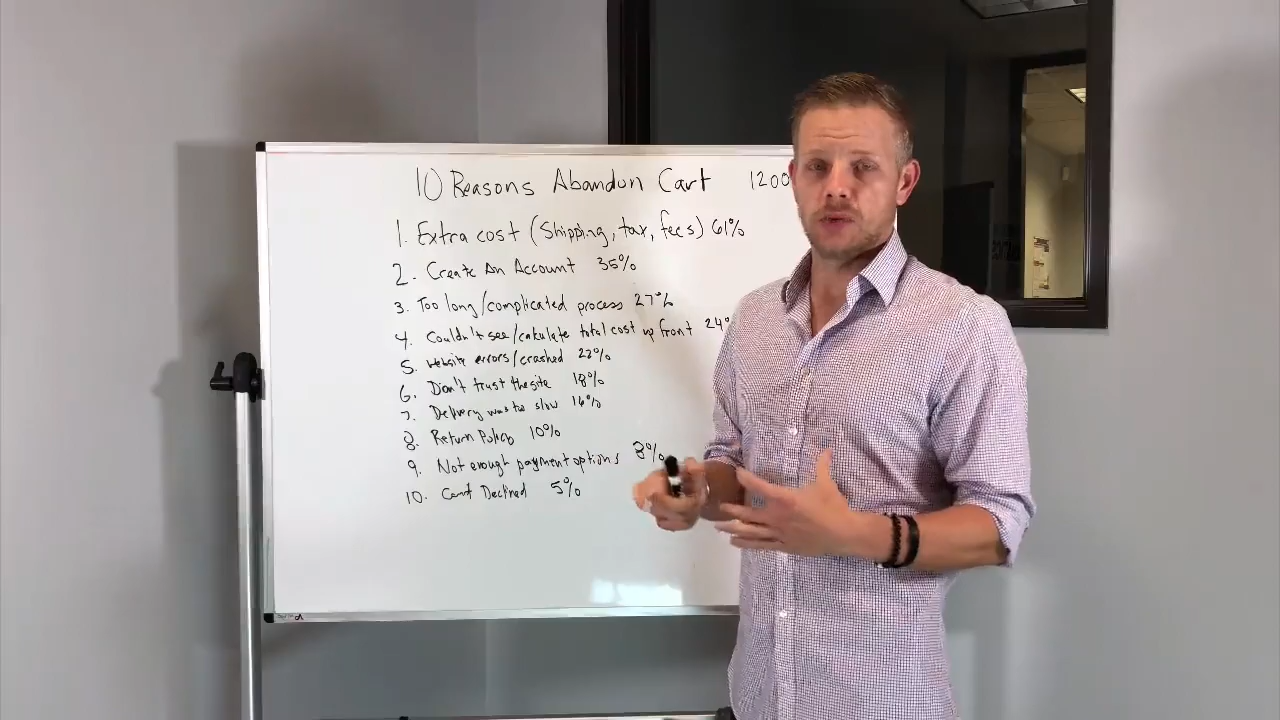 10 Reasons Abandon Cart 1200
1. Extra cost (Shipping, tax, fees) 61%
2. Create An Account 35%
3. Too long/complicated process 27%
4. Couldn't see/calculate total cost up front 24%
5. website errors/crashed 22%
6. Don't trust the site 18%
7. Delivery was to slow 16%
8. Return Policy 10%
9. Not enough payment options 8%
10. Card Declined 5%